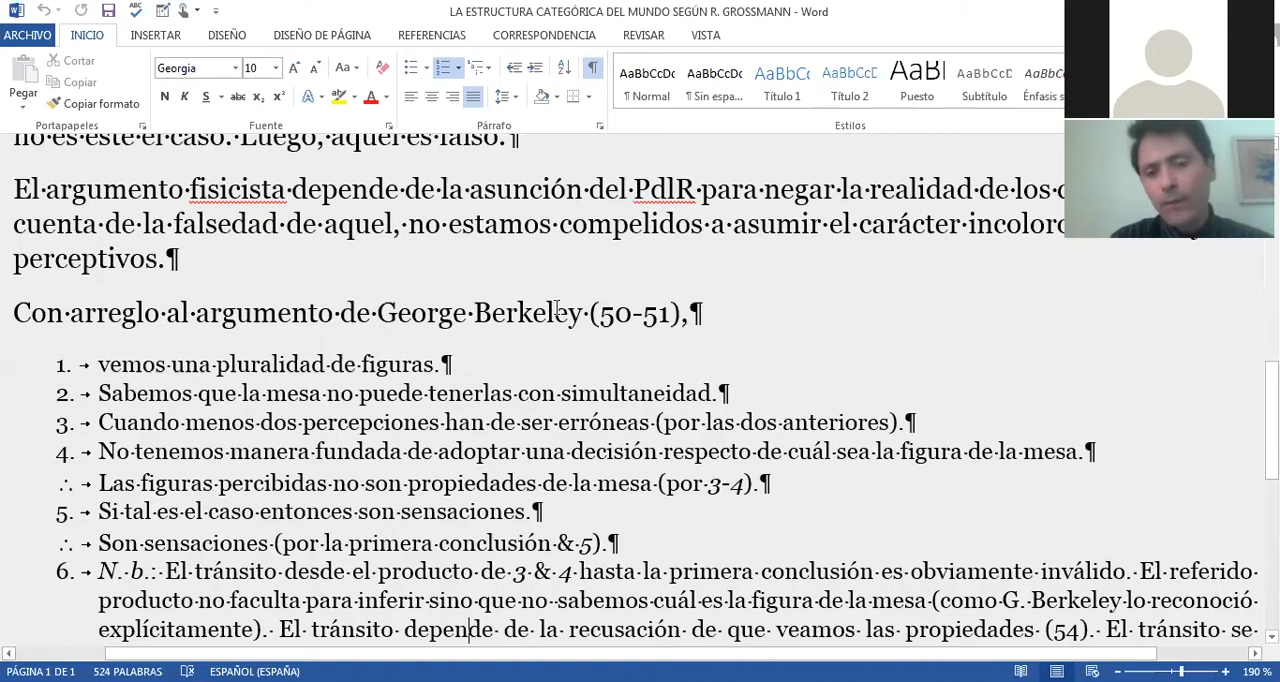 LA ESTRUCTURA CATEGÓRICA DEL MUNDO SEGÚN R. GROSSMANN - Word
ARCHIVO INICIO INSERTAR DISEÑO DISEÑO DE PÁGINA REFERENCIAS CORRESPONDENCIA REVISAR VISTA
Cortar
Copiar
Pegar
Copiar formato
Georgia 10
N K S abc x₂ x²
AaBbCcDc AaBbCcDc AaBbCc AaBbCcD AaBl AaBbCcD AaBbCcD
¶ Normal ¶ Sin espa... Título 1 Título 2 Puesto Subtítulo Énfasis s
Portapapeles Fuente Párrafo Estilos
no es este el caso. Luego, aquel es falso.¶
El argumento fisicista depende de la asunción del PdlR para negar la realidad de los
cuenta de la falsedad de aquel, no estamos compelidos a asumir el carácter incoloro
perceptivos.¶
Con arreglo al argumento de George Berkeley (50-51),¶
1. → vemos una pluralidad de figuras.¶
2. → Sabemos que la mesa no puede tenerlas con simultaneidad.¶
3. → Cuando menos dos percepciones han de ser erróneas (por las dos anteriores).¶
4. → No tenemos manera fundada de adoptar una decisión respecto de cuál sea la figura de la mesa.¶
∴ → Las figuras percibidas no son propiedades de la mesa (por 3-4).¶
5. → Si tal es el caso entonces son sensaciones.¶
∴ → Son sensaciones (por la primera conclusión & 5).¶
6. → N. b.: El tránsito desde el producto de 3 & 4 hasta la primera conclusión es obviamente inválido. El referido
producto no faculta para inferir sino que no sabemos cuál es la figura de la mesa (como G. Berkeley lo reconoció
explícitamente). El tránsito depende de la recusación de que veamos las propiedades (54). El tránsito se
PÁGINA 1 DE 1 524 PALABRAS ESPAÑOL (ESPAÑA) 190 %